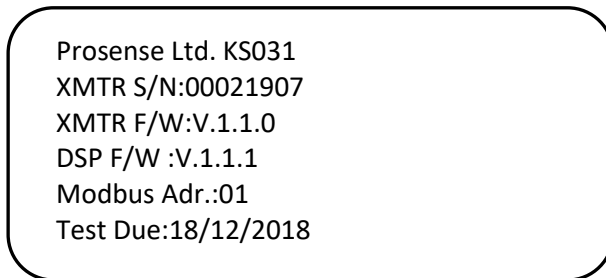 Prosense Ltd. KS031
XMTR S/N:00021907
XMTR F/W:V.1.1.0
DSP F/W :V.1.1.1
Modbus Adr.:01
Test Due:18/12/2018